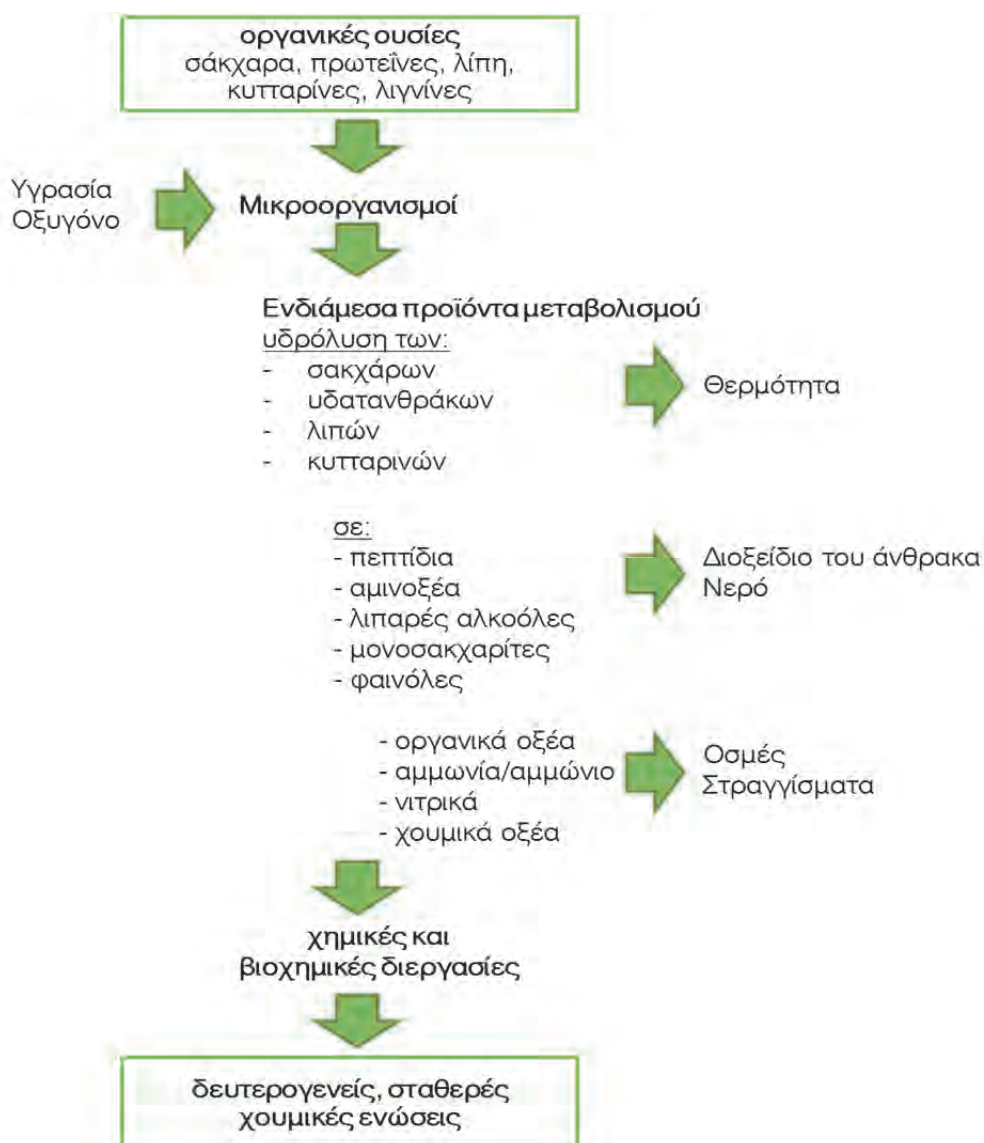 οργανικές ουσίες
σάκχαρα, πρωτεΐνες, λίπη,
κυτταρίνες, λιγνίνες
Υγρασία
Οξυγόνο
Μικροοργανισμοί
Ενδιάμεσα προϊόντα μεταβολισμού
υδρόλυση των:
- σακχάρων
- υδατανθράκων
- λιπών
- κυτταρινών
Θερμότητα
σε:
- πεπτίδια
- αμινοξέα
- λιπαρές αλκοόλες
- μονοσακχαρίτες
- φαινόλες
Διοξείδιο του άνθρακα
Νερό
- οργανικά οξέα
- αμμωνία/αμμώνιο
- νιτρικά
- χουμικά οξέα
Οσμές
Στραγγίσματα
χημικές και
βιοχημικές διεργασίες
δευτερογενείς, σταθερές
χουμικές ενώσεις